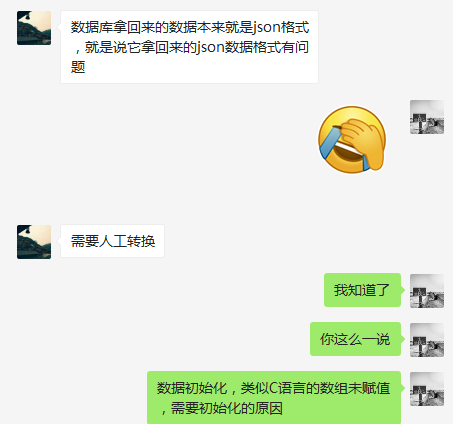 数据库拿回来的数据本来就是json格式
，就是说它拿回来的json数据格式有问
题
需要人工转换
我知道了
你这么一说
数据初始化，类似C语言的数组未赋值
，需要初始化的原因